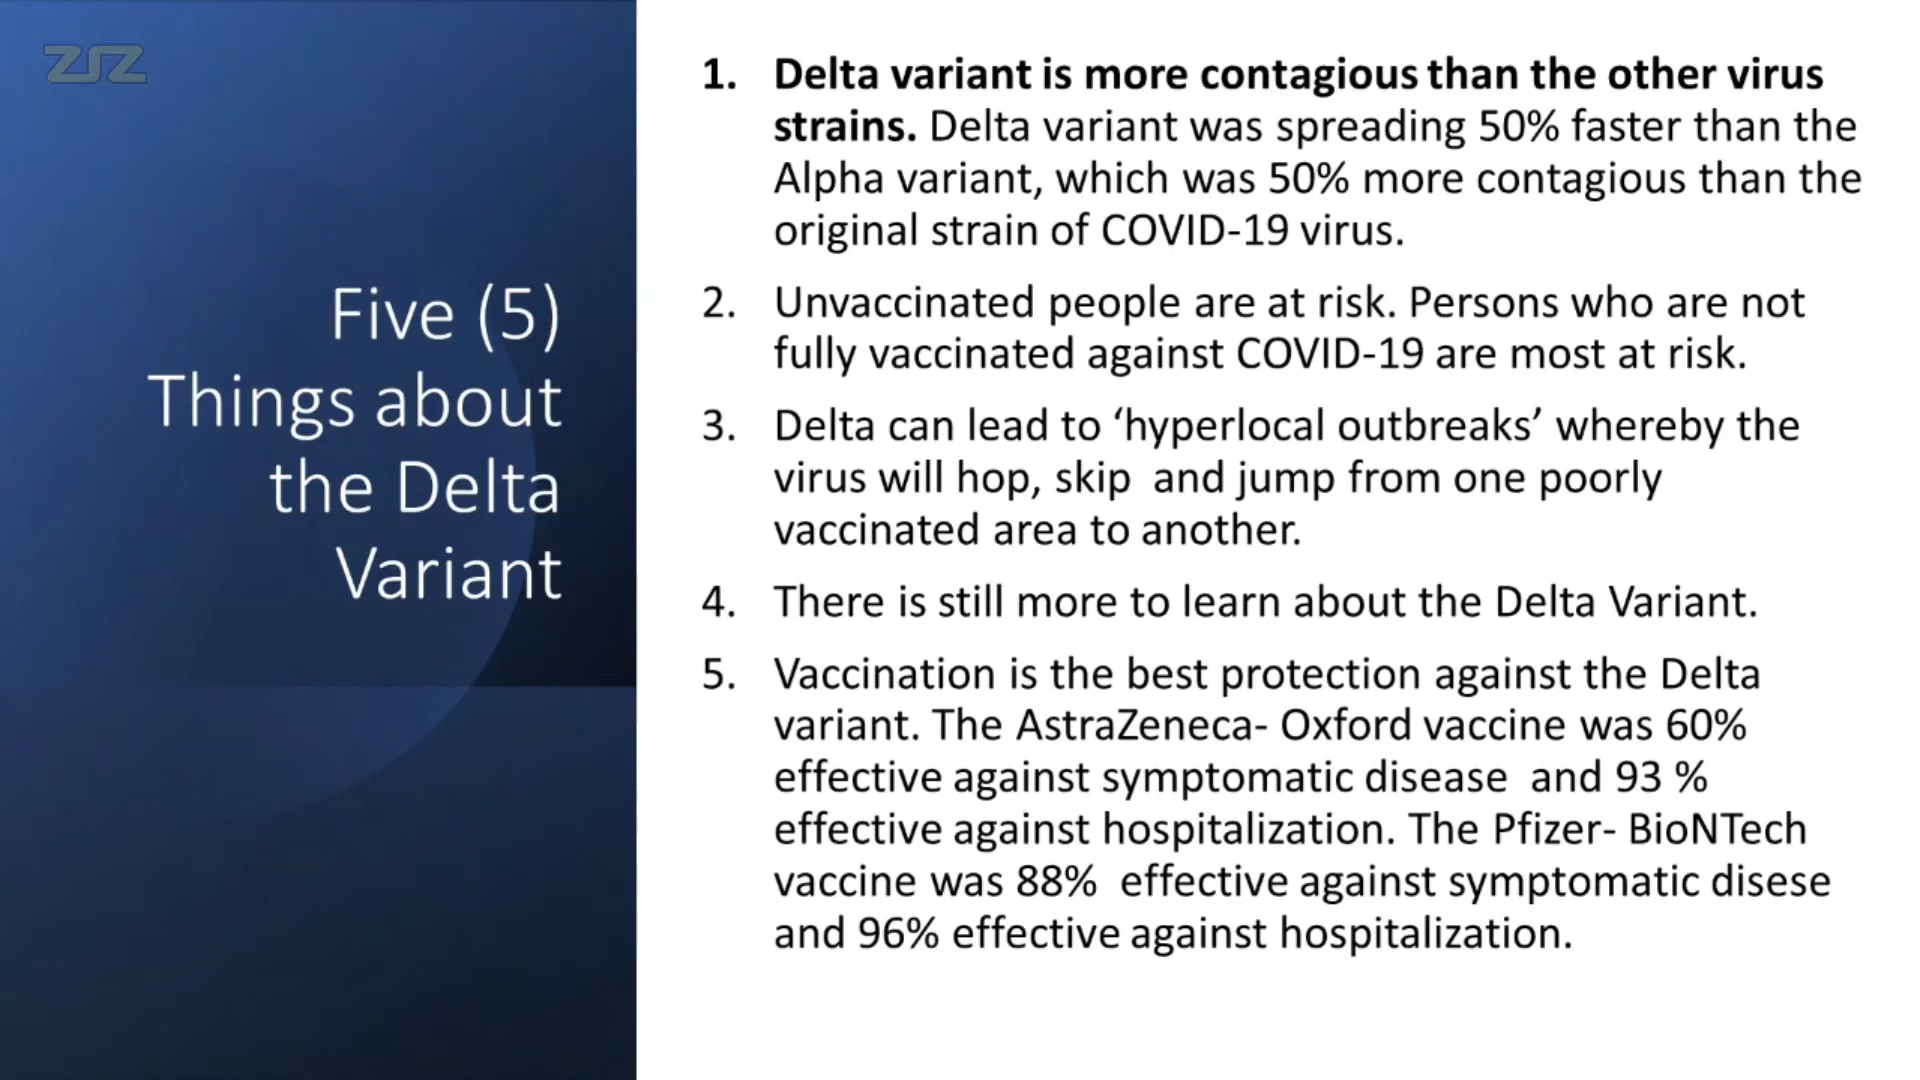 ZIZ
Five (5)
Things about
the Delta
Variant
1. Delta variant is more contagious than the other virus
strains. Delta variant was spreading 50% faster than the
Alpha variant, which was 50% more contagious than the
original strain of COVID-19 virus.
2. Unvaccinated people are at risk. Persons who are not
fully vaccinated against COVID-19 are most at risk.
3. Delta can lead to ‘hyperlocal outbreaks’ whereby the
virus will hop, skip  and jump from one poorly
vaccinated area to another.
4. There is still more to learn about the Delta Variant.
5. Vaccination is the best protection against the Delta
variant. The AstraZeneca- Oxford vaccine was 60%
effective against symptomatic disease  and 93 %
effective against hospitalization. The Pfizer- BioNTech
vaccine was 88%  effective against symptomatic disese
and 96% effective against hospitalization.